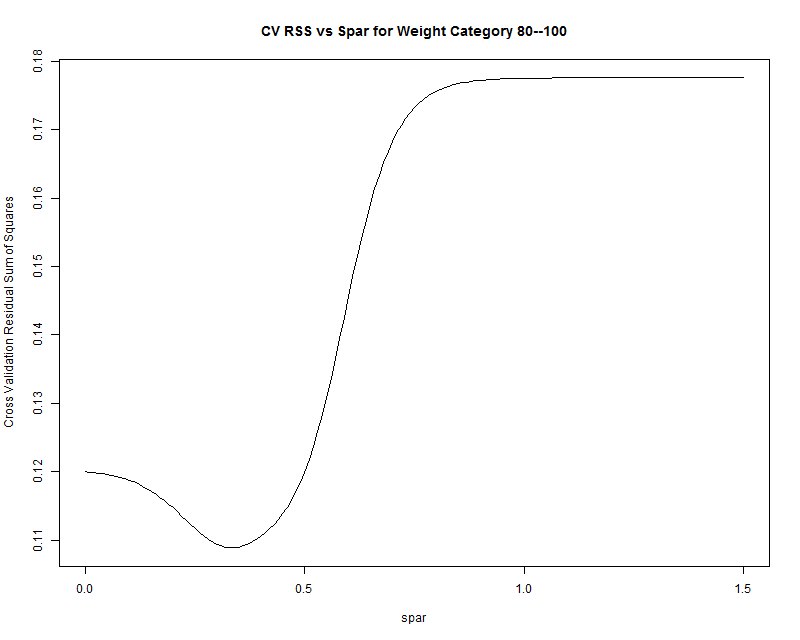 CV RSS vs Spar for Weight Category 80--100
Cross Validation Residual Sum of Squares
0.18
0.17
0.16
0.15
0.14
0.13
0.12
0.11
0.0 0.5 1.0 1.5
spar